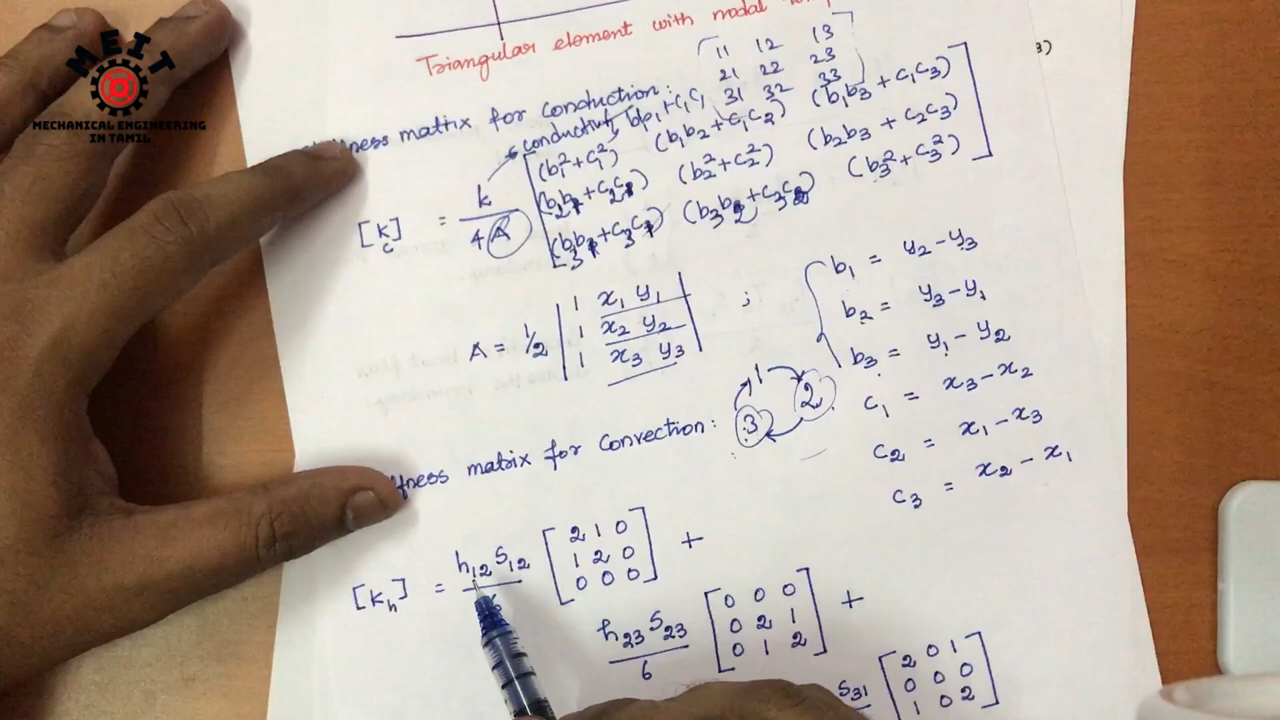 MEIT
MECHANICAL ENGINEERING
IN TAMIL
Triangular element with nodal
matrix for conduction:
11 12 13
21 22 23
31 32 33
conductivity b1b1+c1c1
[Kc] = k / 4A [ (b1²+c1²) (b1b2+c1c2) (b1b3+c1c3)
(b2b1+c2c1) (b2²+c2²) (b2b3+c2c3)
(b3b1+c3c1) (b3b2+c3c2) (b3²+c3²) ]
3)
A = 1/2 | 1 x1 y1
1 x2 y2
1 x3 y3 | ;
b1 = y2-y3
b2 = y3-y1
b3 = y1-y2
c1 = x3-x2
c2 = x1-x3
c3 = x2-x1
1 2 3
matrix for convection:
[Kh] = h12 S12 / 6 [ 2 1 0
1 2 0
0 0 0 ] +
h23 S23 / 6 [ 0 0 0
0 2 1
0 1 2 ] +
S31 [ 2 0 1
0 0 0
1 0 2 ]